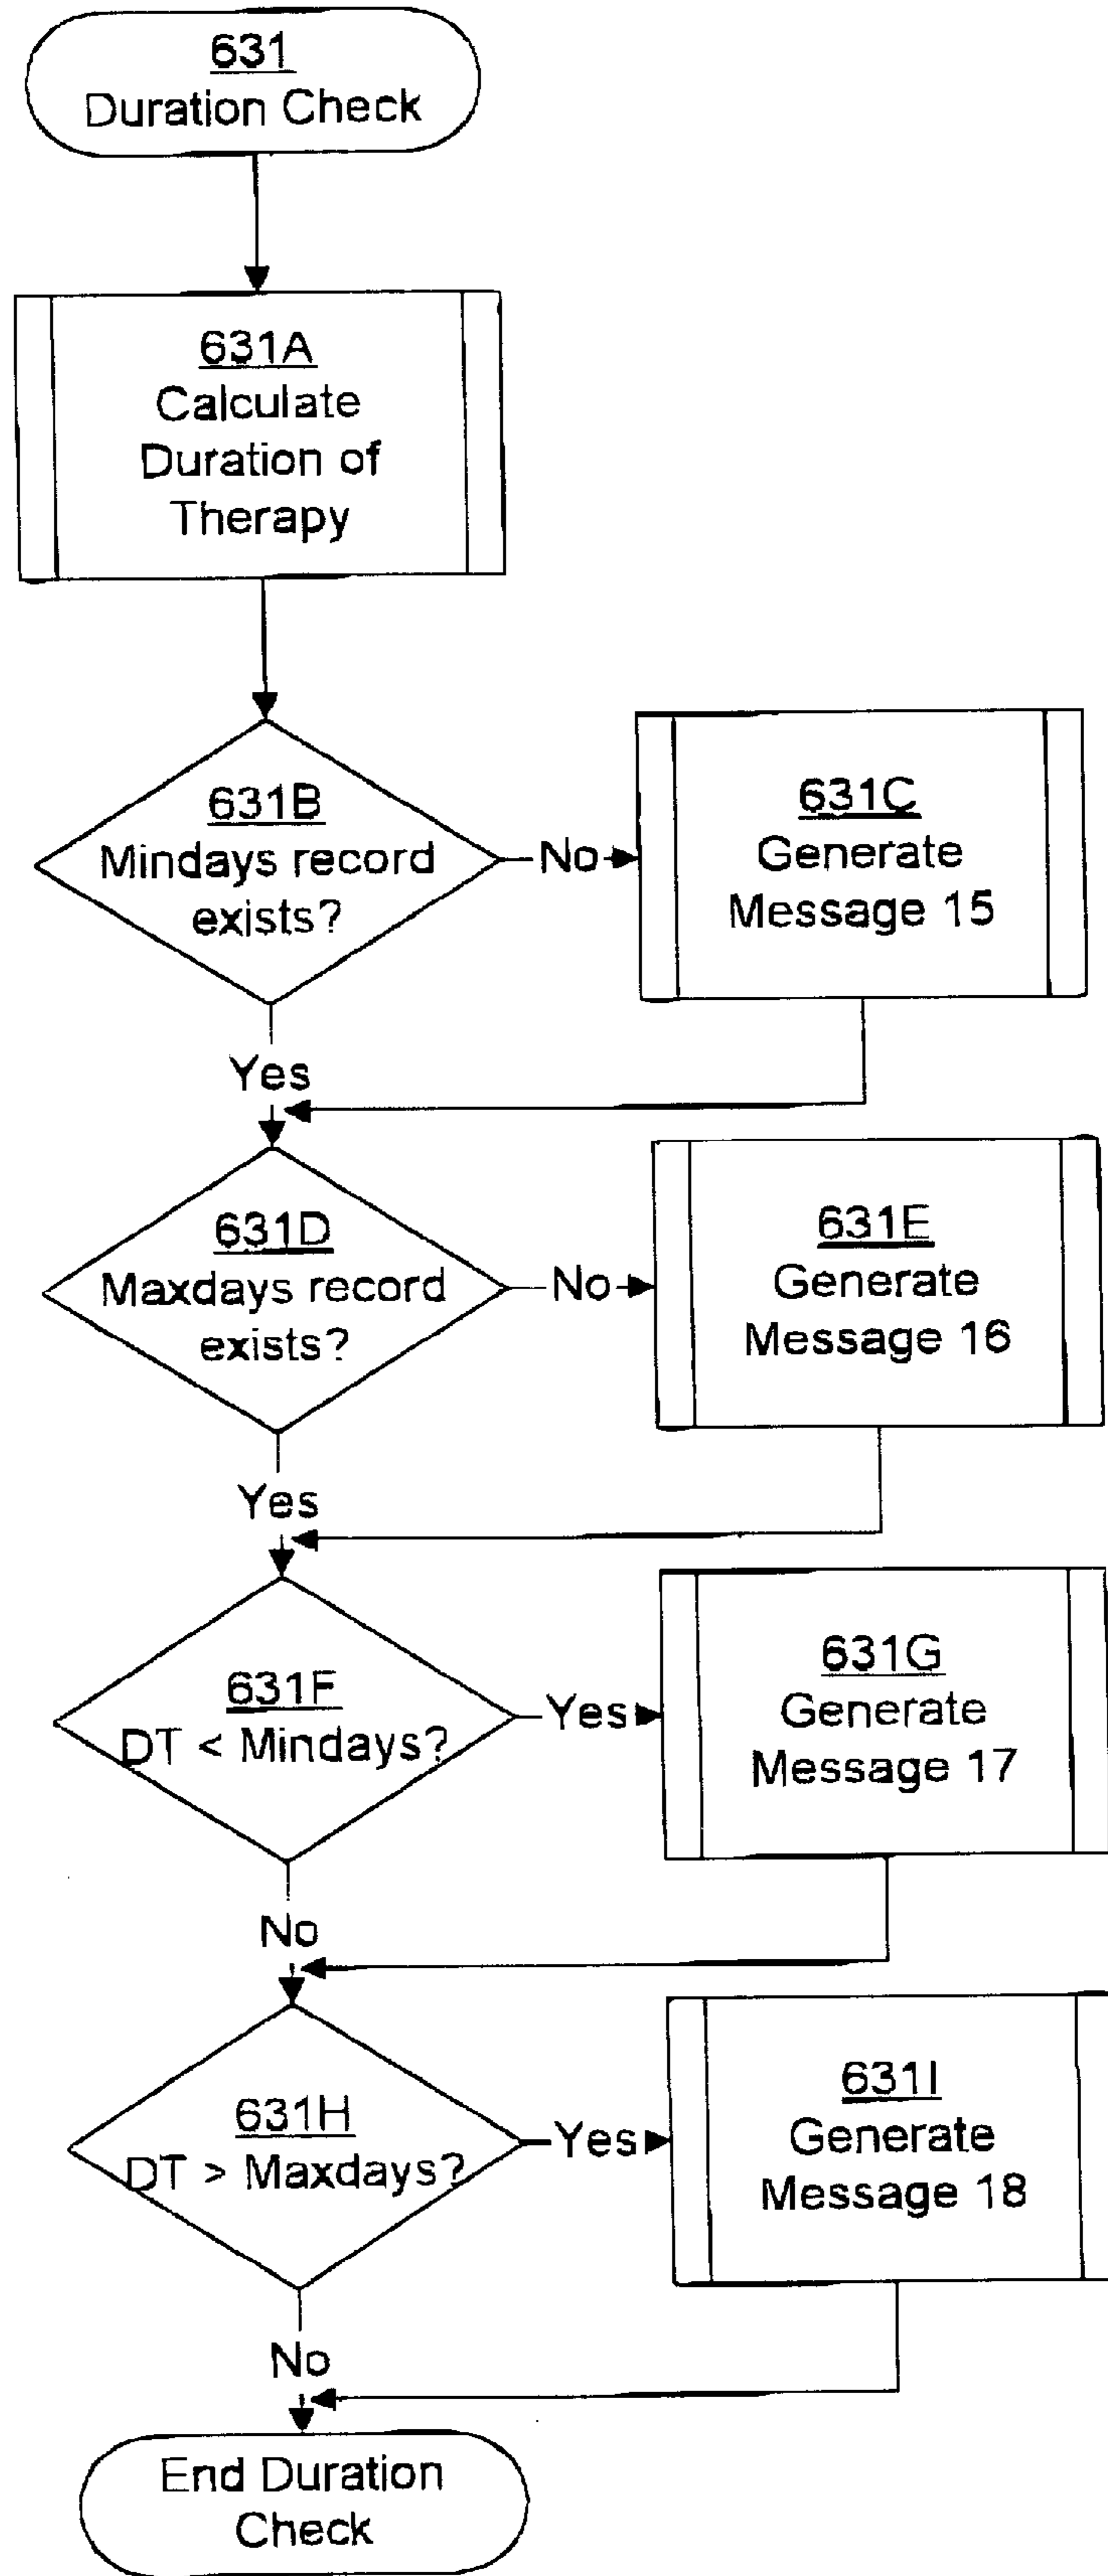 631
Duration Check
631A
Calculate
Duration of
Therapy
631B
Mindays record
exists?
No
631C
Generate
Message 15
Yes
631D
Maxdays record
exists?
No
631E
Generate
Message 16
Yes
631F
DT < Mindays?
Yes
631G
Generate
Message 17
No
631H
DT > Maxdays?
Yes
631I
Generate
Message 18
No
End Duration
Check